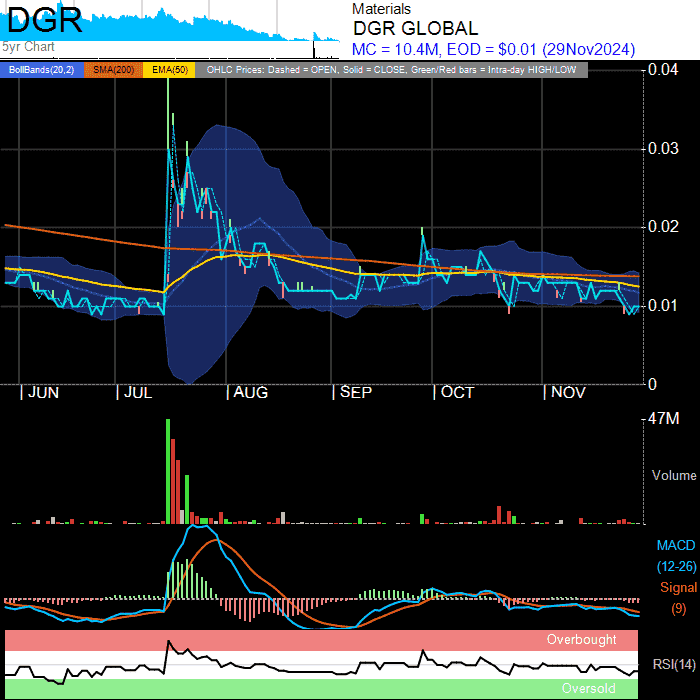 DGR
5yr Chart
Materials
DGR GLOBAL
MC = 10.4M, EOD = $0.01 (29Nov2024)
BollBands(20,2) SMA(200) EMA(50) OHLC Prices: Dashed = OPEN, Solid = CLOSE, Green/Red bars = Intra-day HIGH/LOW
0.04
0.03
0.02
0.01
0
JUN JUL AUG SEP OCT NOV
47M
Volume
MACD
(12-26)
Signal
(9)
Overbought
RSI(14)
Oversold